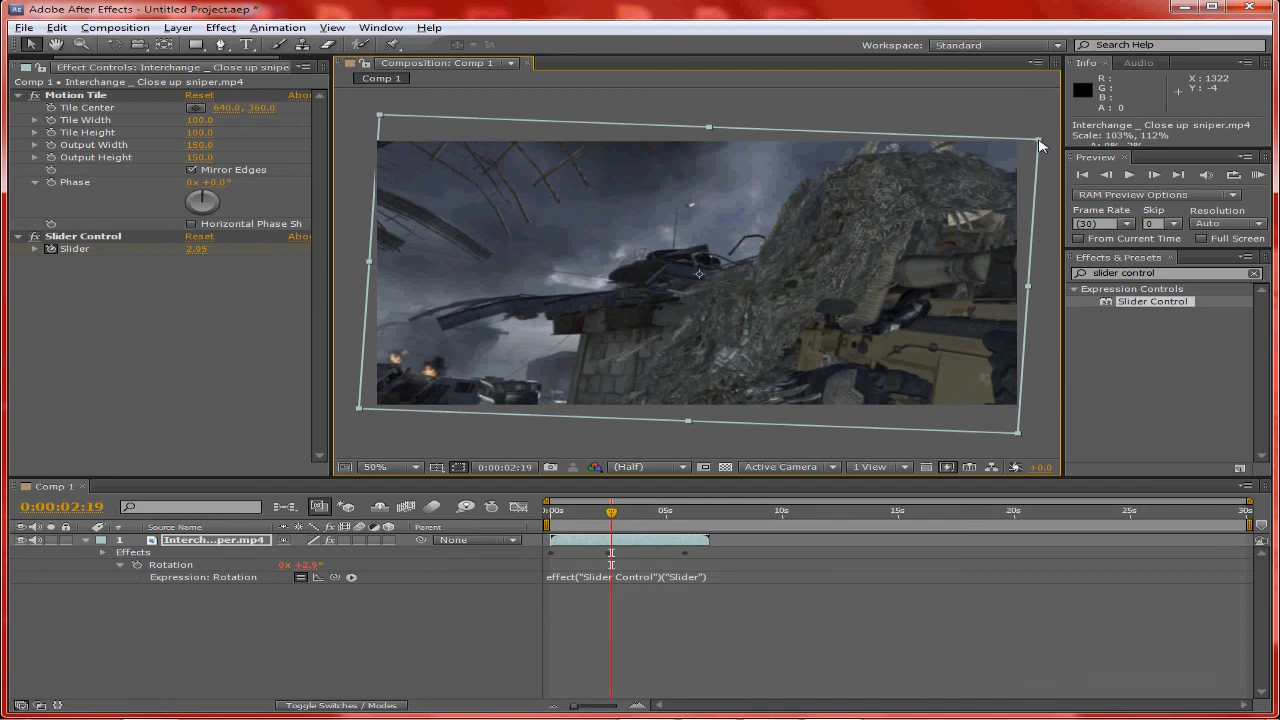 Adobe After Effects - Untitled Project.aep *
File Edit Composition Layer Effect Animation View Window Help
Workspace: Standard Search Help
Effect Controls: Interchange _ Close up snipe
Comp 1 • Interchange _ Close up sniper.mp4
fx Motion Tile Reset Abo
Tile Center 640.0, 360.0
Tile Width 100.0
Tile Height 100.0
Output Width 150.0
Output Height 150.0
Mirror Edges
Phase 0x +0.0°
Horizontal Phase Sh
fx Slider Control Reset Abo
Slider 2.95
Composition: Comp 1
Comp 1
50% 0:00:02:19 (Half) Active Camera 1 View +0.0
Info Audio
R: X: 1322
G: Y: -4
B:
A: 0
Interchange _ Close up sniper.mp4
Scale: 103%, 112%
Preview
RAM Preview Options
Frame Rate Skip Resolution
(30) 0 Auto
From Current Time Full Screen
Effects & Presets
slider control
Expression Controls
Slider Control
Comp 1
0:00:02:19
:00s 05s 10s 15s 20s 25s 30s
# Source Name Parent
1 Interch...per.mp4 fx None
Effects
Rotation 0x +2.9°
Expression: Rotation effect("Slider Control")("Slider")
Toggle Switches / Modes